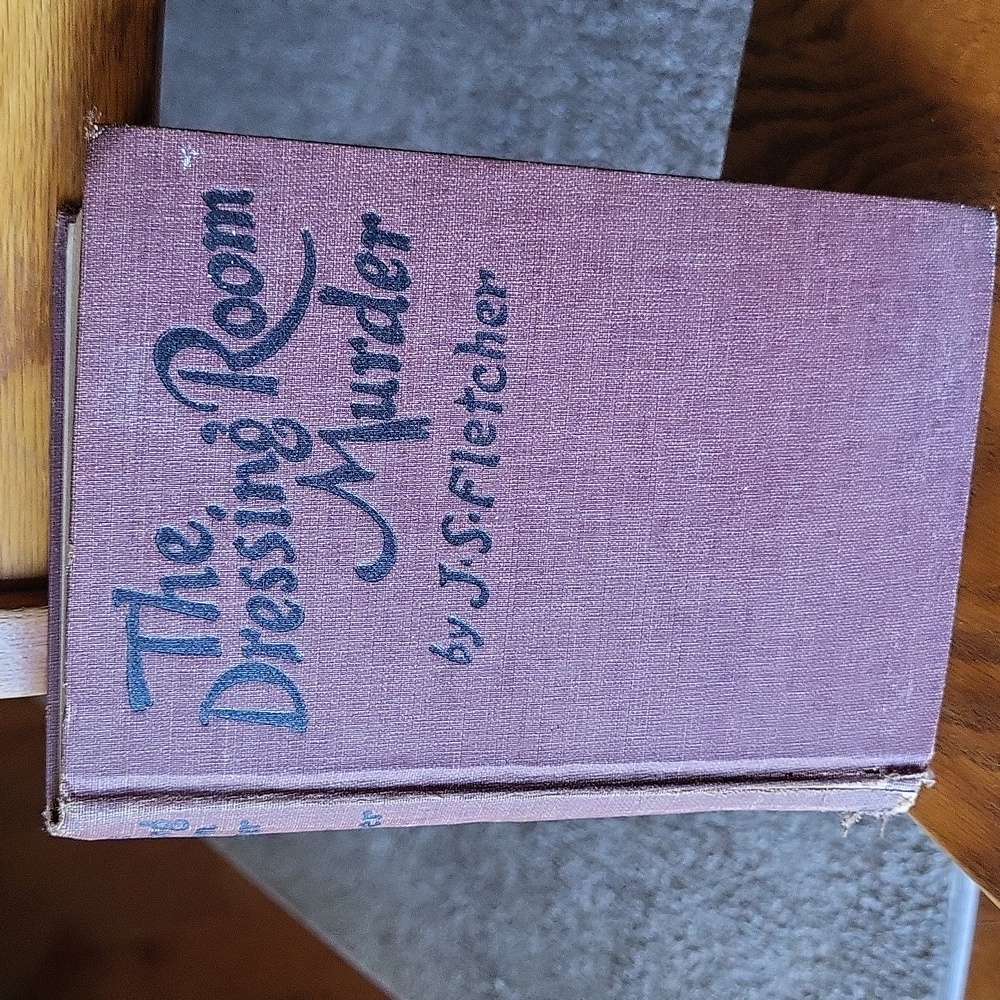 The
Dressing Room
Murder
by J.S. Fletcher